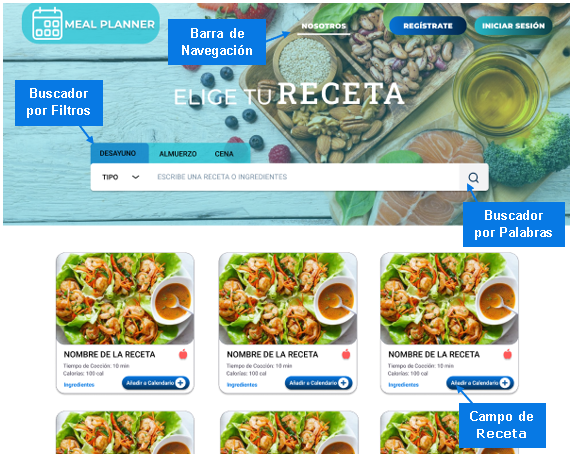 MEAL PLANNER
NOSOTROS
REGÍSTRATE
INICIAR SESIÓN
Barra de
Navegación
Buscador
por Filtros
ELIGE TU RECETA
DESAYUNO
ALMUERZO
CENA
TIPO
ESCRIBE UNA RECETA O INGREDIENTES
Buscador
por Palabras
NOMBRE DE LA RECETA
Tiempo de Cocción: 10 min
Calorías: 100 cal
Ingredientes
Añadir a Calendario
NOMBRE DE LA RECETA
Tiempo de Cocción: 10 min
Calorías: 100 cal
Ingredientes
Añadir a Calendario
NOMBRE DE LA RECETA
Tiempo de Cocción: 10 min
Calorías: 100 cal
Ingredientes
Añadir a Calendario
Campo de
Receta